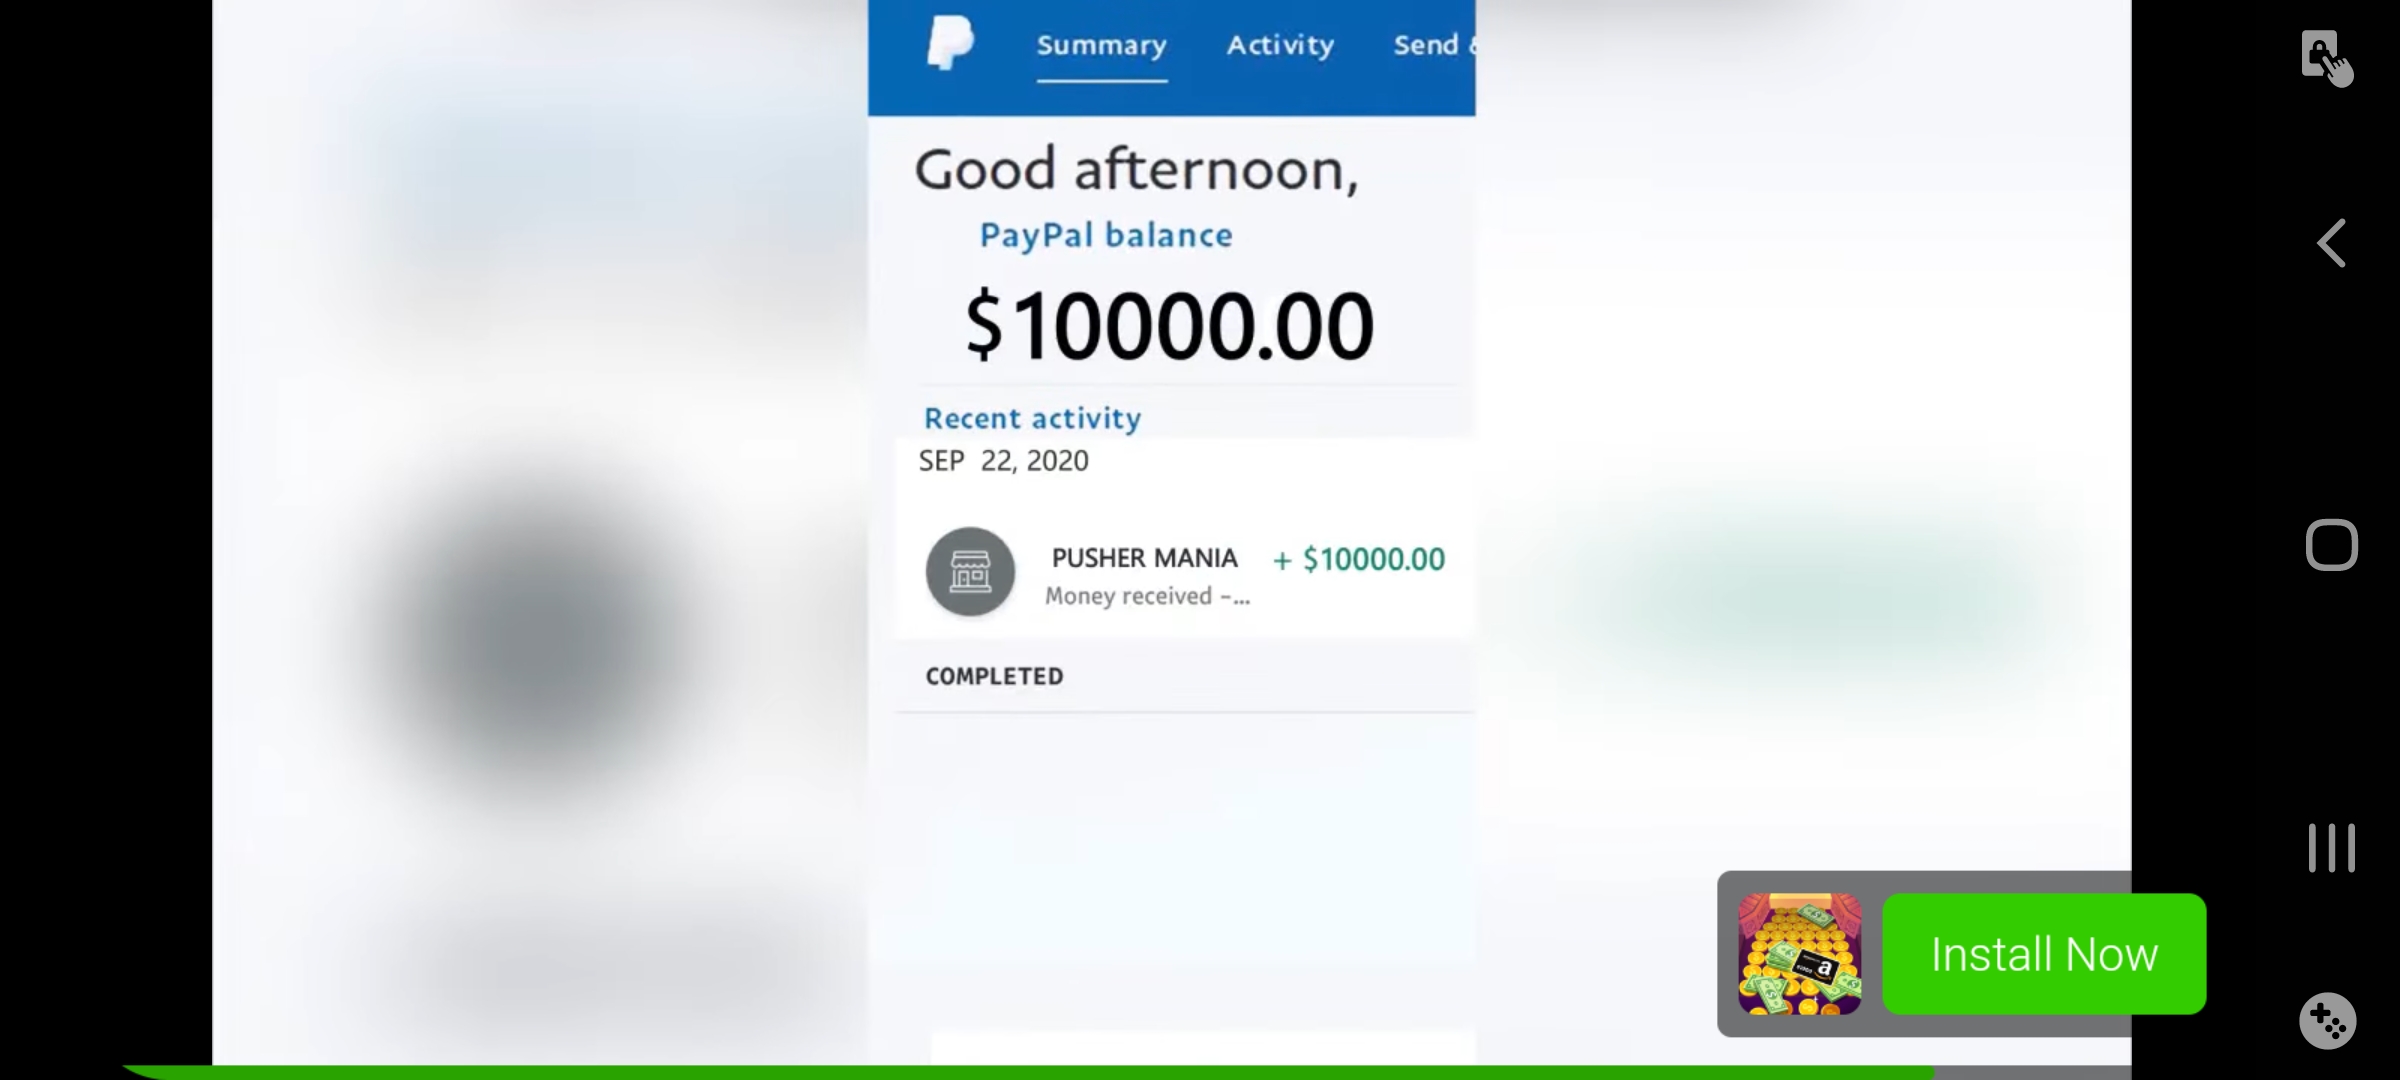 Summary Activity Send
Good afternoon,
PayPal balance
$10000.00
Recent activity
SEP 22, 2020
PUSHER MANIA + $10000.00
Money received –...
COMPLETED
Install Now